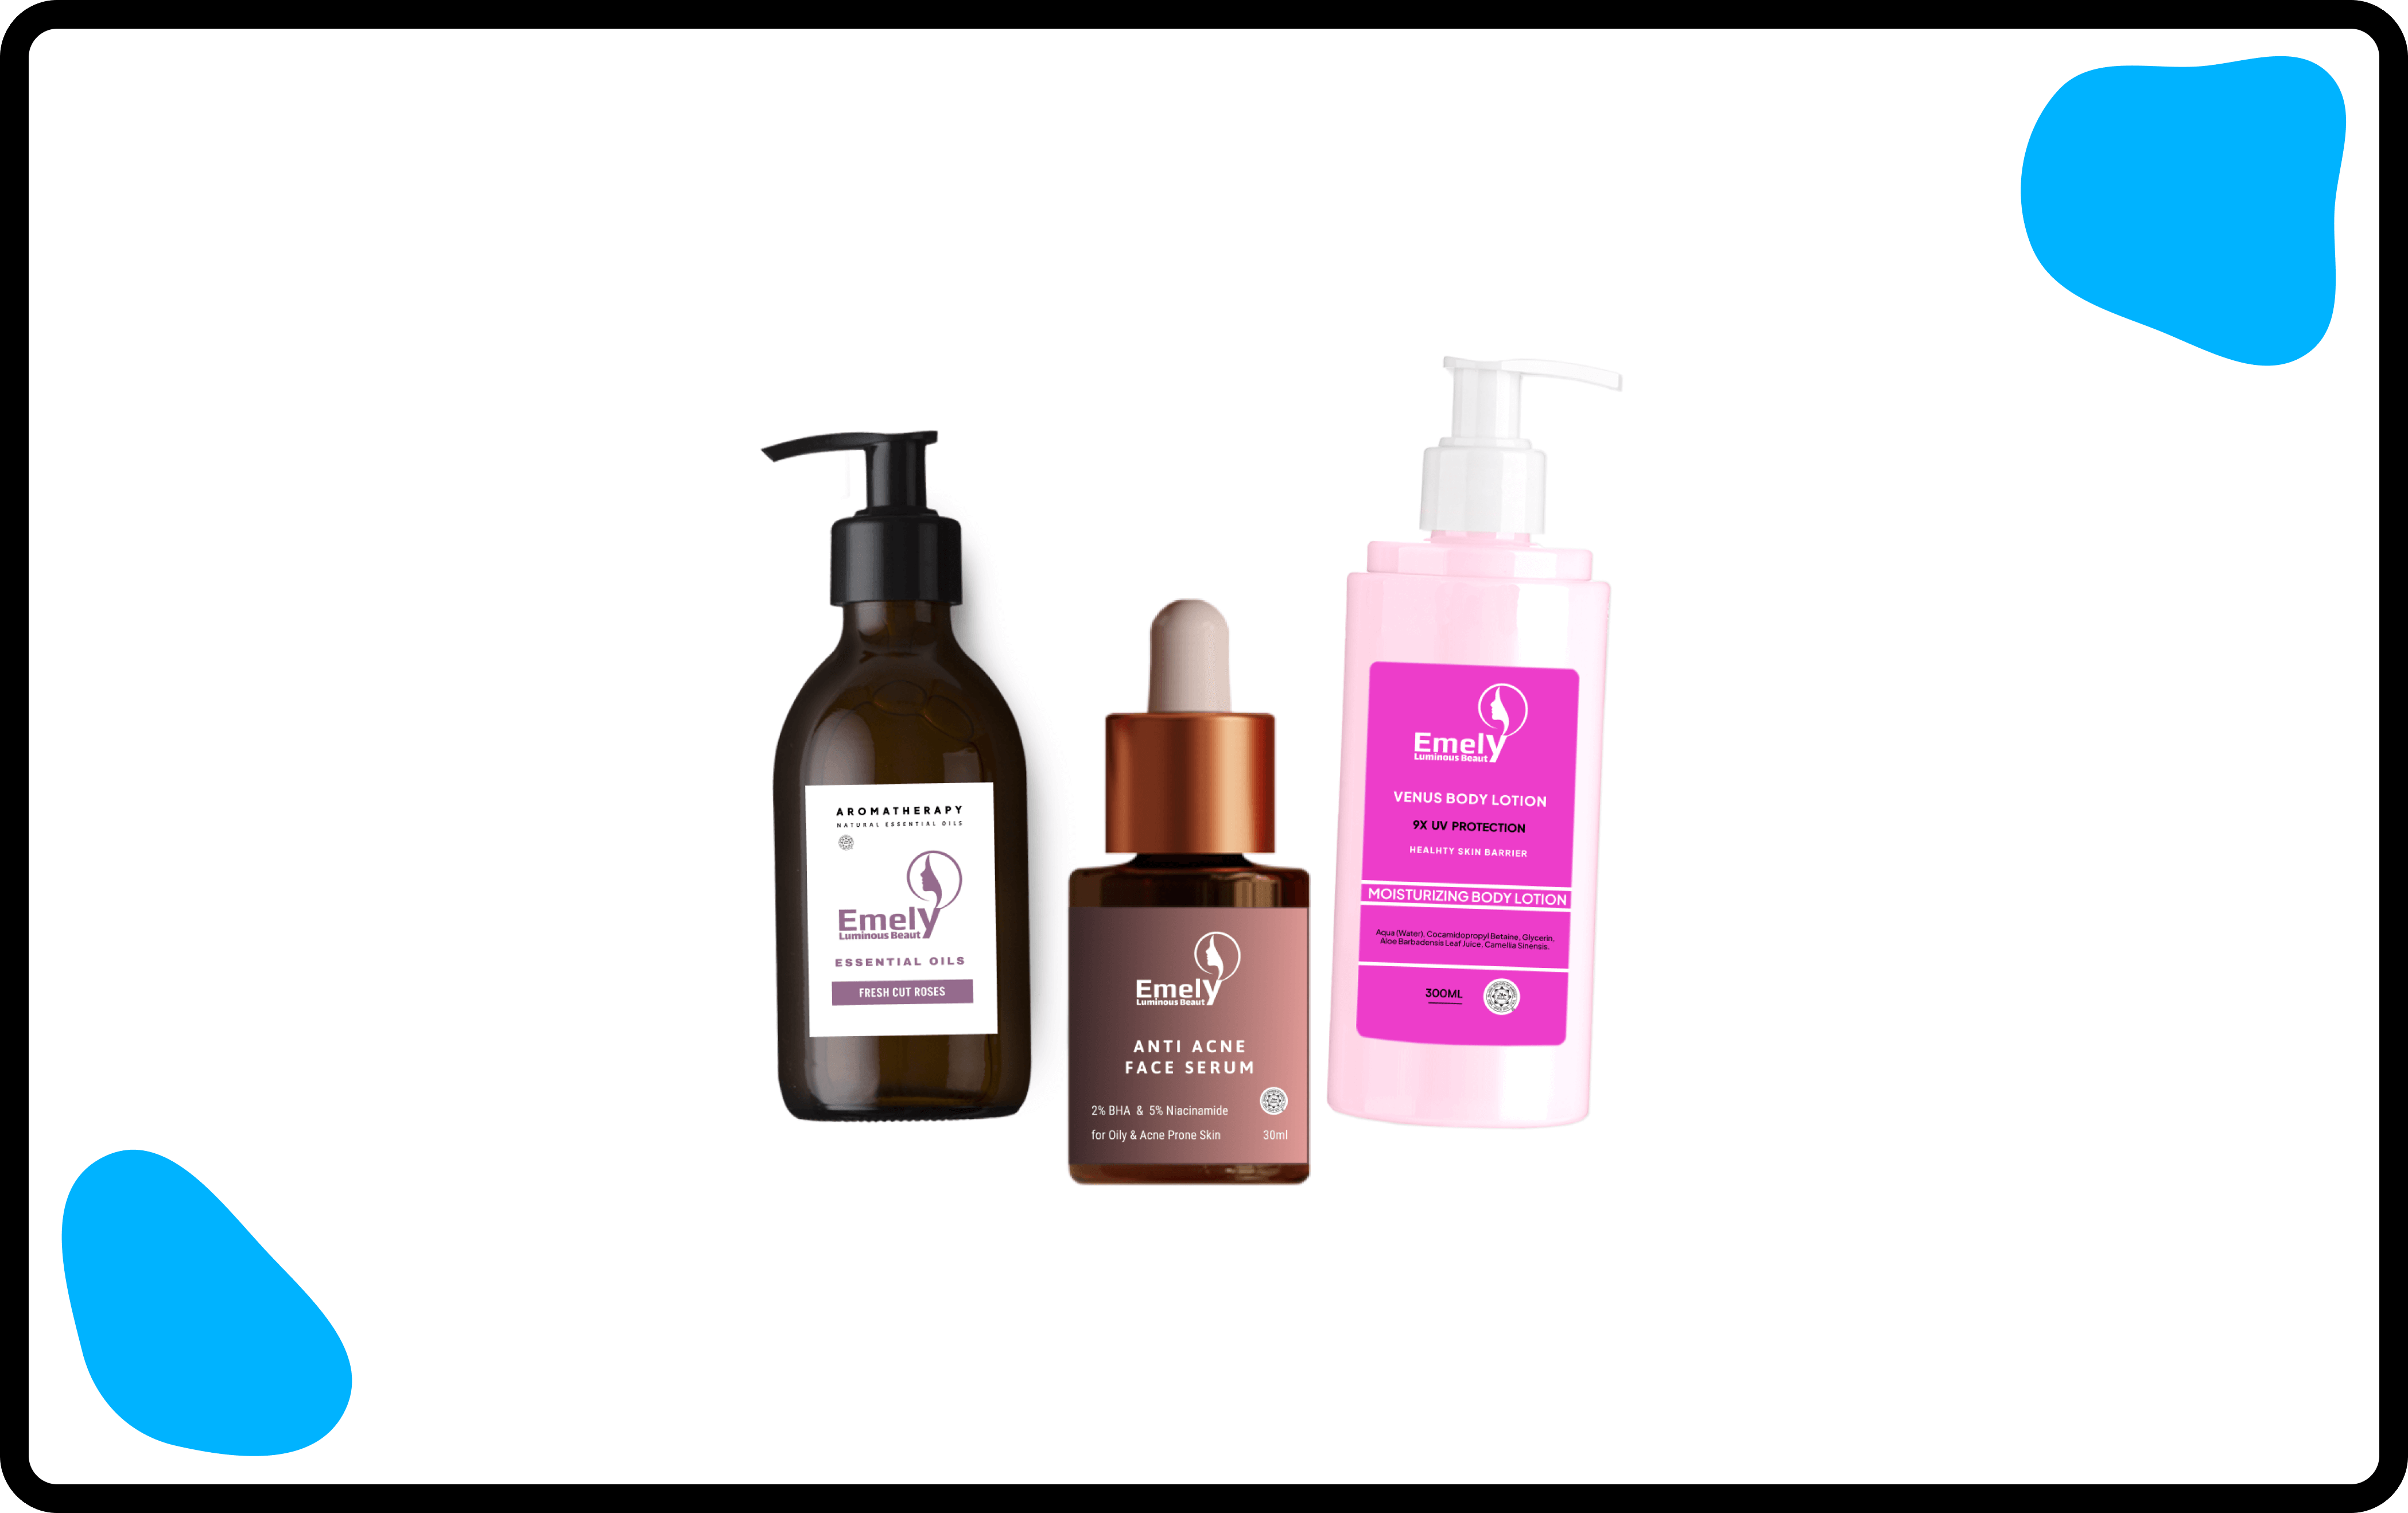 AROMATHERAPY
NATURAL ESSENTIAL OILS
Emely
Luminous Beaut
ESSENTIAL OILS
FRESH CUT ROSES
Emely
Luminous Beaut
ANTI ACNE
FACE SERUM
2% BHA & 5% Niacinamide
for Oily & Acne Prone Skin
30ml
Emely
Luminous Beaut
VENUS BODY LOTION
9X UV PROTECTION
HEALHTY SKIN BARRIER
MOISTURIZING BODY LOTION
Aqua (Water), Cocamidopropyl Betaine, Glycerin,
Aloe Barbadensis Leaf Juice, Camellia Sinensis.
300ML